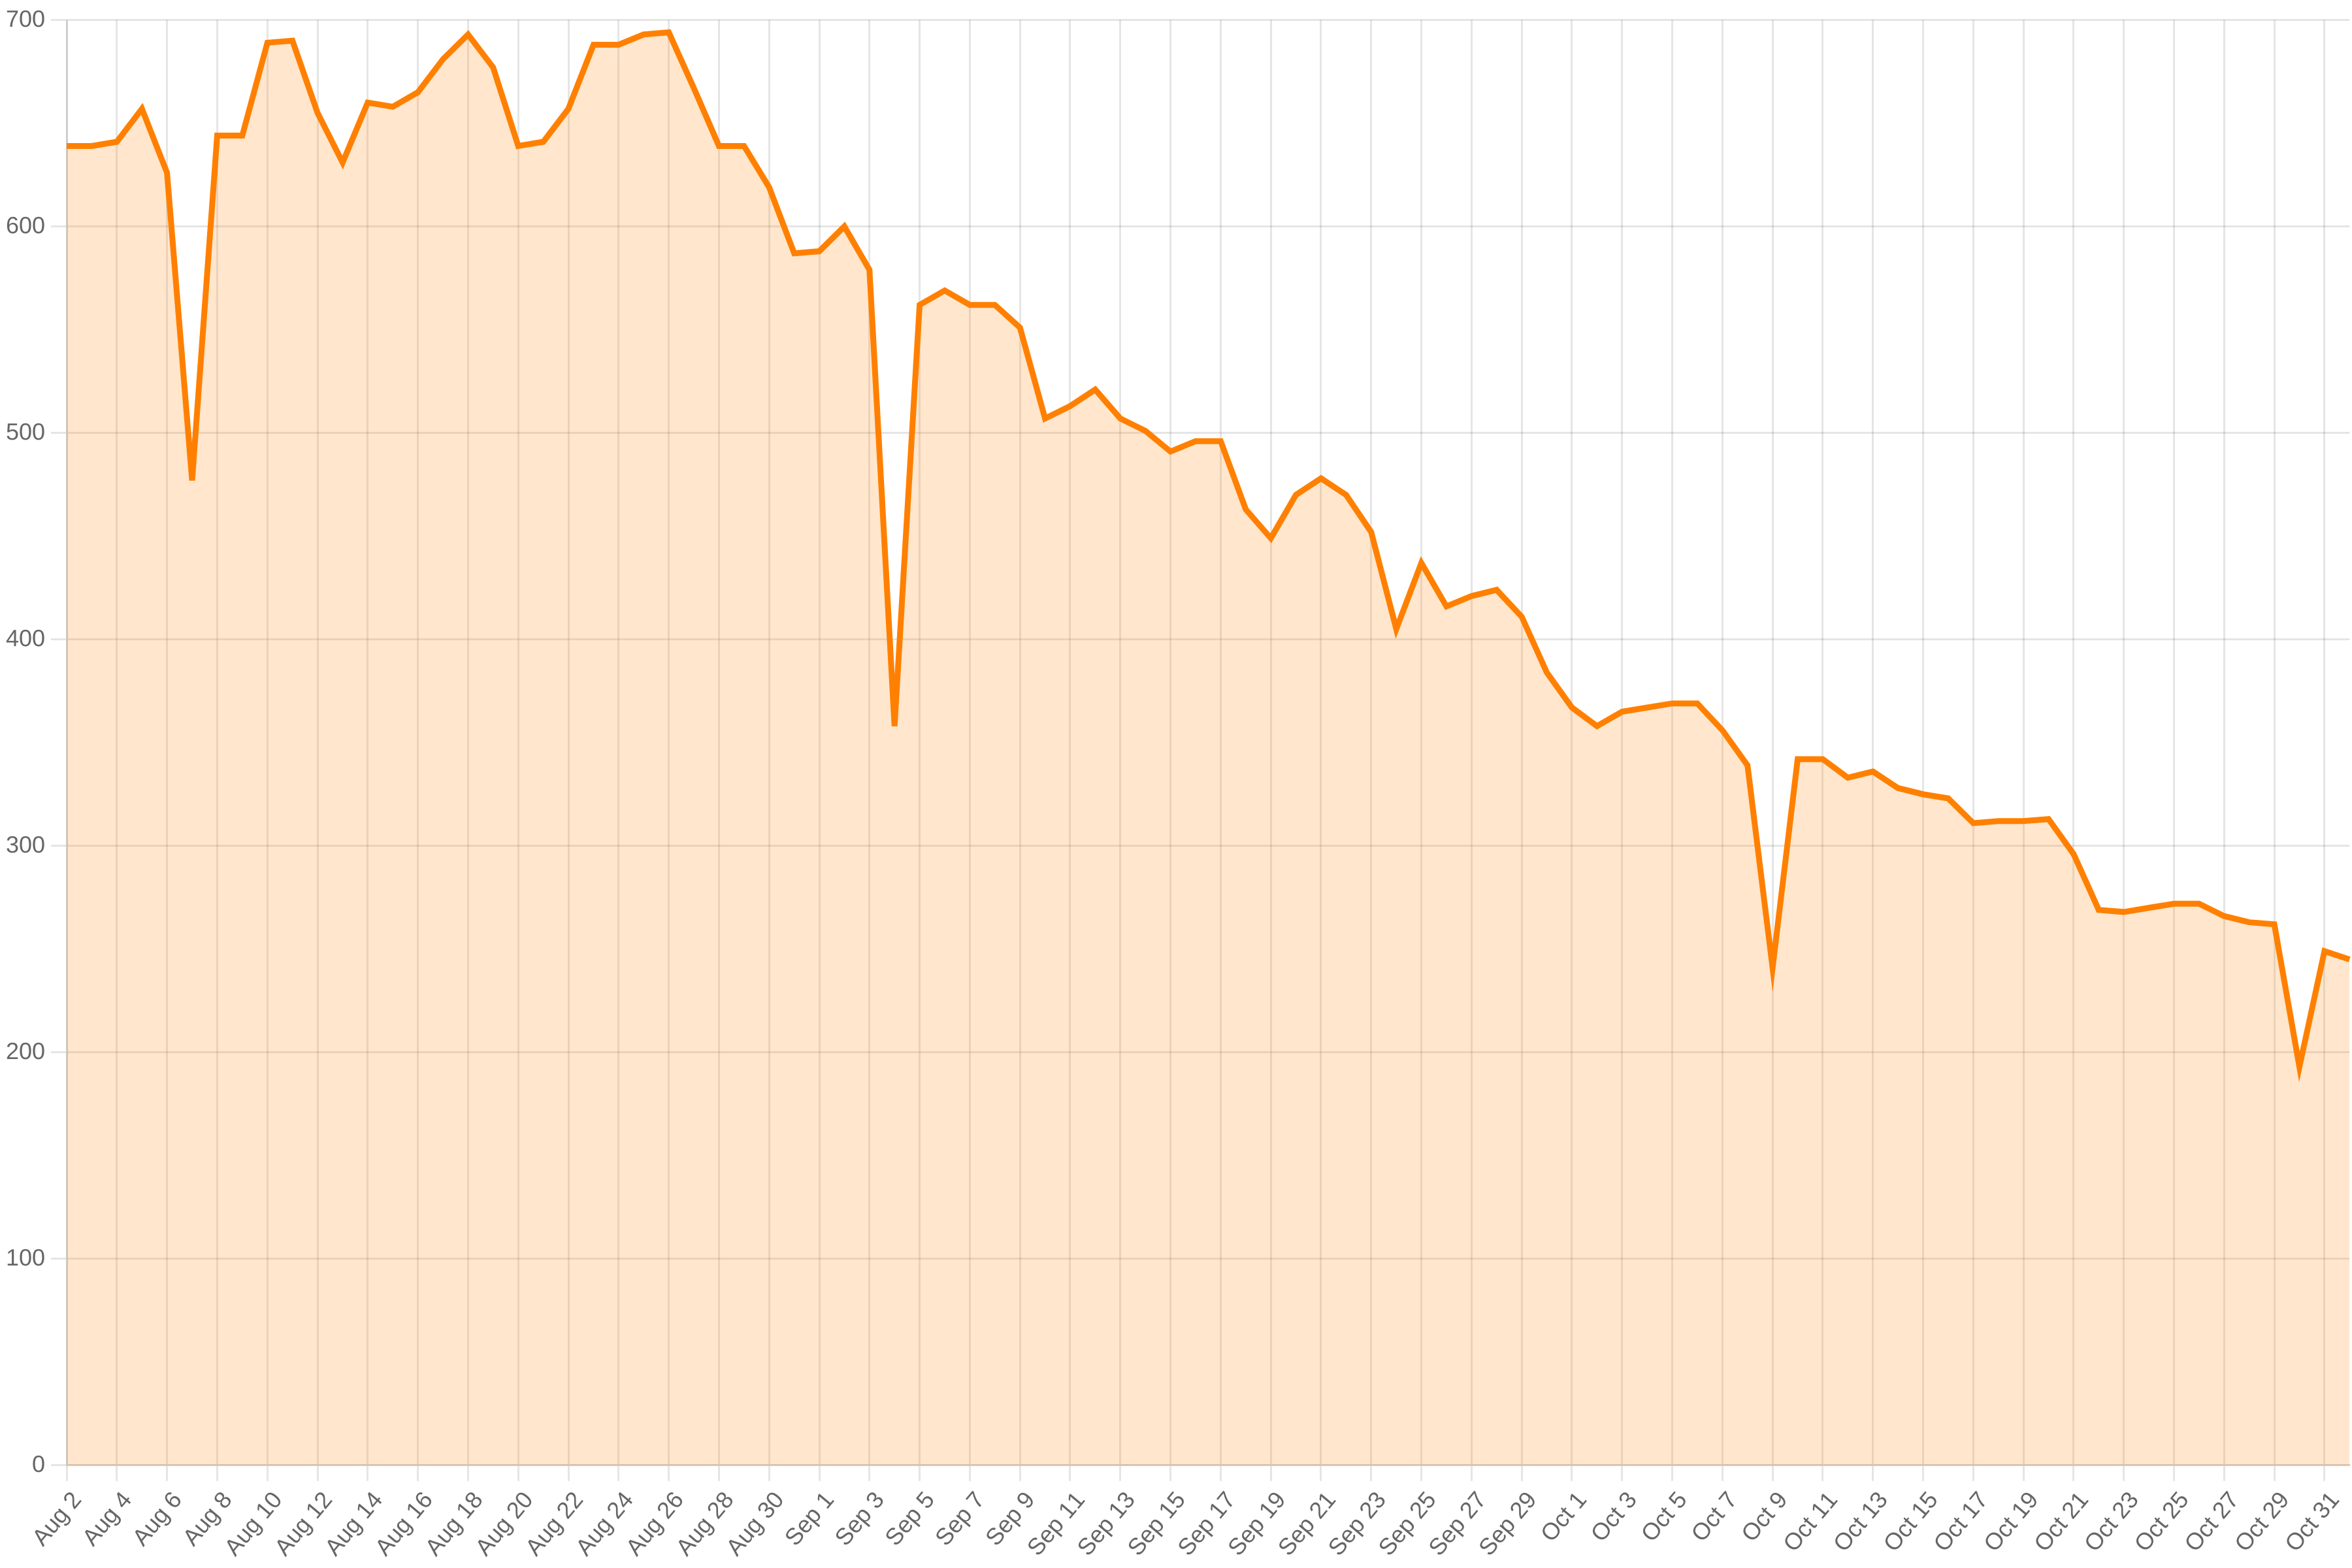 700
600
500
400
300
200
100
0
Aug 2
Aug 4
Aug 6
Aug 8
Aug 10
Aug 12
Aug 14
Aug 16
Aug 18
Aug 20
Aug 22
Aug 24
Aug 26
Aug 28
Aug 30
Sep 1
Sep 3
Sep 5
Sep 7
Sep 9
Sep 11
Sep 13
Sep 15
Sep 17
Sep 19
Sep 21
Sep 23
Sep 25
Sep 27
Sep 29
Oct 1
Oct 3
Oct 5
Oct 7
Oct 9
Oct 11
Oct 13
Oct 15
Oct 17
Oct 19
Oct 21
Oct 23
Oct 25
Oct 27
Oct 29
Oct 31